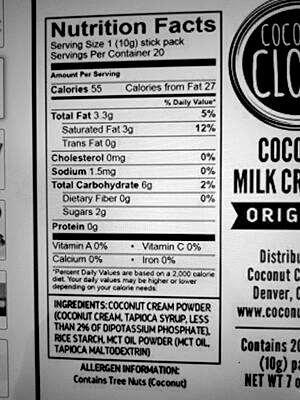 Nutrition Facts
Serving Size 1 (10g) stick pack
Servings Per Container 20
Amount Per Serving
Calories 55 Calories from Fat 27
% Daily Value*
Total Fat 3.3g 5%
Saturated Fat 3g 12%
Trans Fat 0g
Cholesterol 0mg 0%
Sodium 1.5mg 0%
Total Carbohydrate 6g 2%
Dietary Fiber 0g 0%
Sugars 2g
Protein 0g
Vitamin A 0% • Vitamin C 0%
Calcium 0% • Iron 0%
*Percent Daily Values are based on a 2,000 calorie
diet. Your daily values may be higher or lower
depending on your calorie needs.
INGREDIENTS: COCONUT CREAM POWDER
(COCONUT CREAM, TAPIOCA SYRUP, LESS
THAN 2% OF DIPOTASSIUM PHOSPHATE),
RICE STARCH, MCT OIL POWDER (MCT OIL,
TAPIOCA MALTODEXTRIN)
ALLERGEN INFORMATION:
Contains Tree Nuts (Coconut)
COCO
CLO
COCO
MILK CR
ORIG
Distribu
Coconut C
Denver, C
www.cocon
Contains 20
(10g) pa
NET WT 7 o